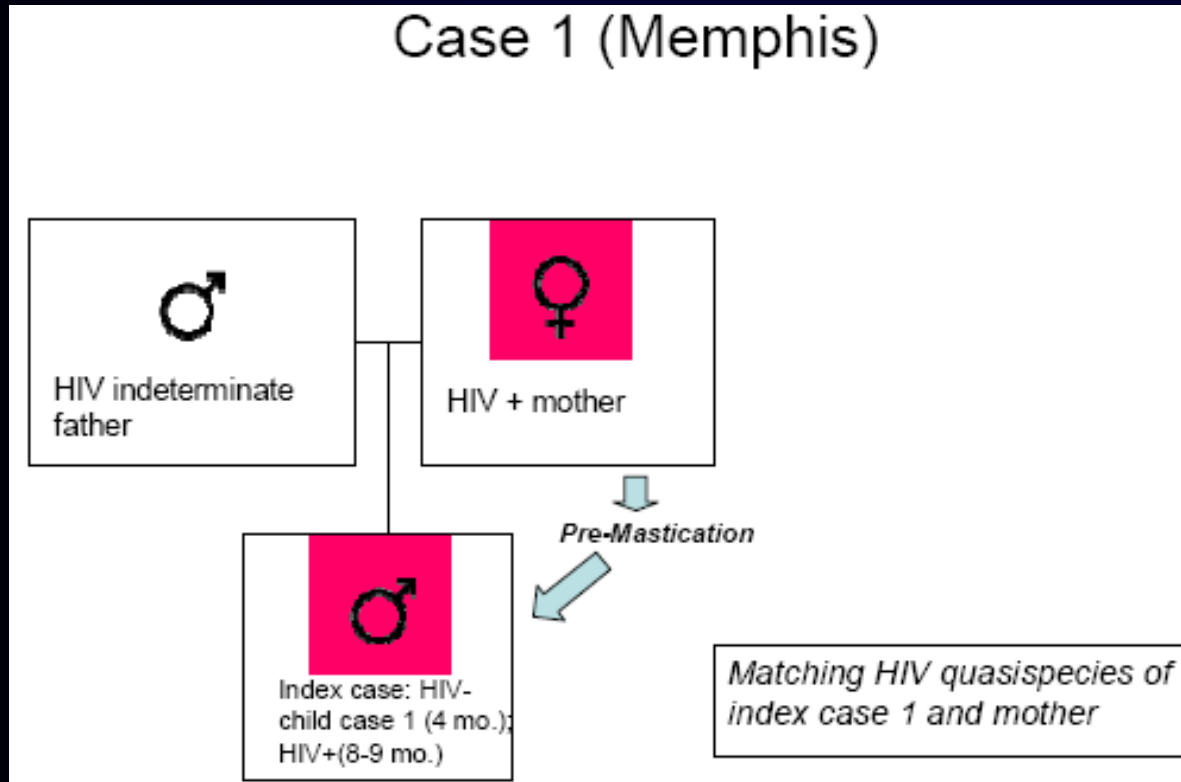 Case 1 (Memphis)
HIV indeterminate
father
HIV + mother
Pre-Mastication
Index case: HIV-
child case 1 (4 mo.);
HIV+(8-9 mo.)
Matching HIV quasispecies of
index case 1 and mother